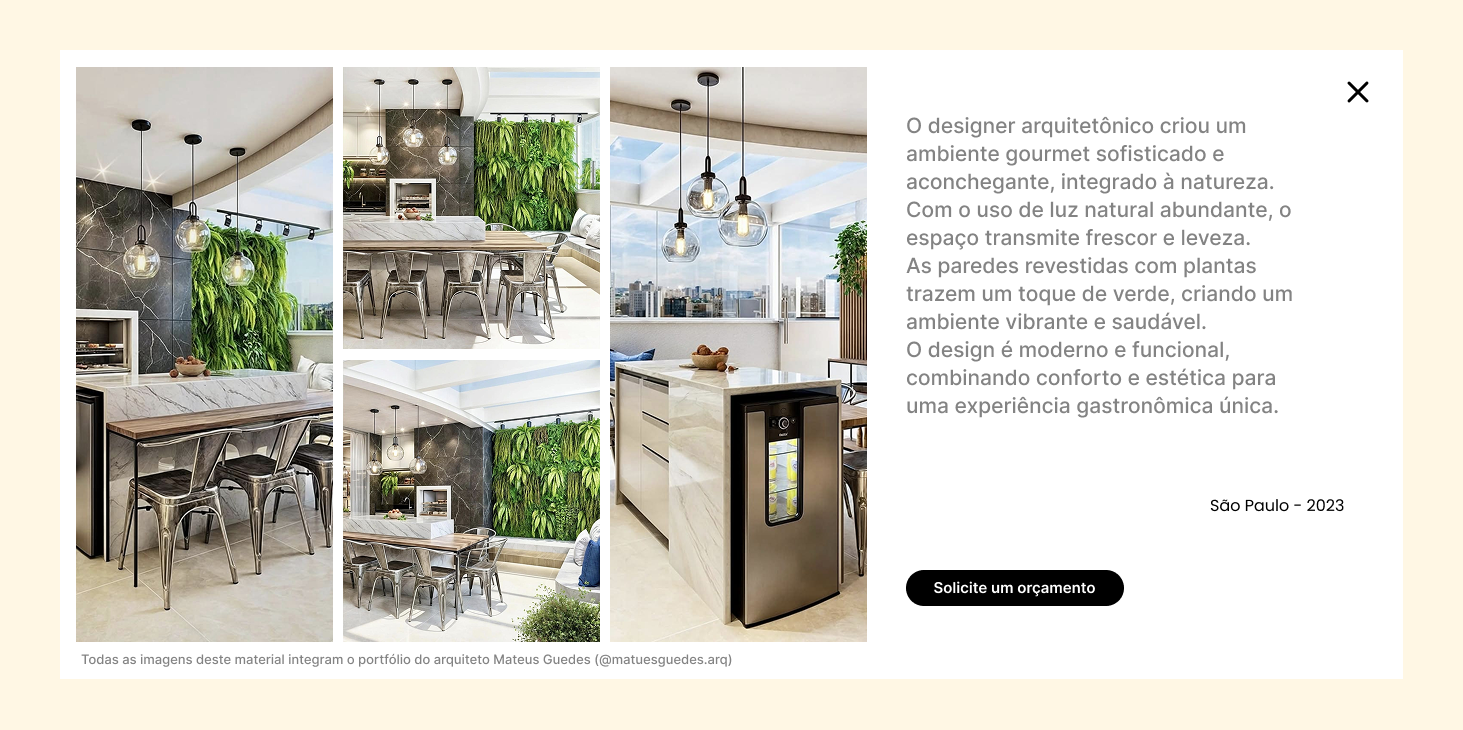 O designer arquitetônico criou um
ambiente gourmet sofisticado e
aconchegante, integrado à natureza.
Com o uso de luz natural abundante, o
espaço transmite frescor e leveza.
As paredes revestidas com plantas
trazem um toque de verde, criando um
ambiente vibrante e saudável.
O design é moderno e funcional,
combinando conforto e estética para
uma experiência gastronômica única.
São Paulo - 2023
Solicite um orçamento
Todas as imagens deste material integram o portfólio do arquiteto Mateus Guedes (@matuesguedes.arq)